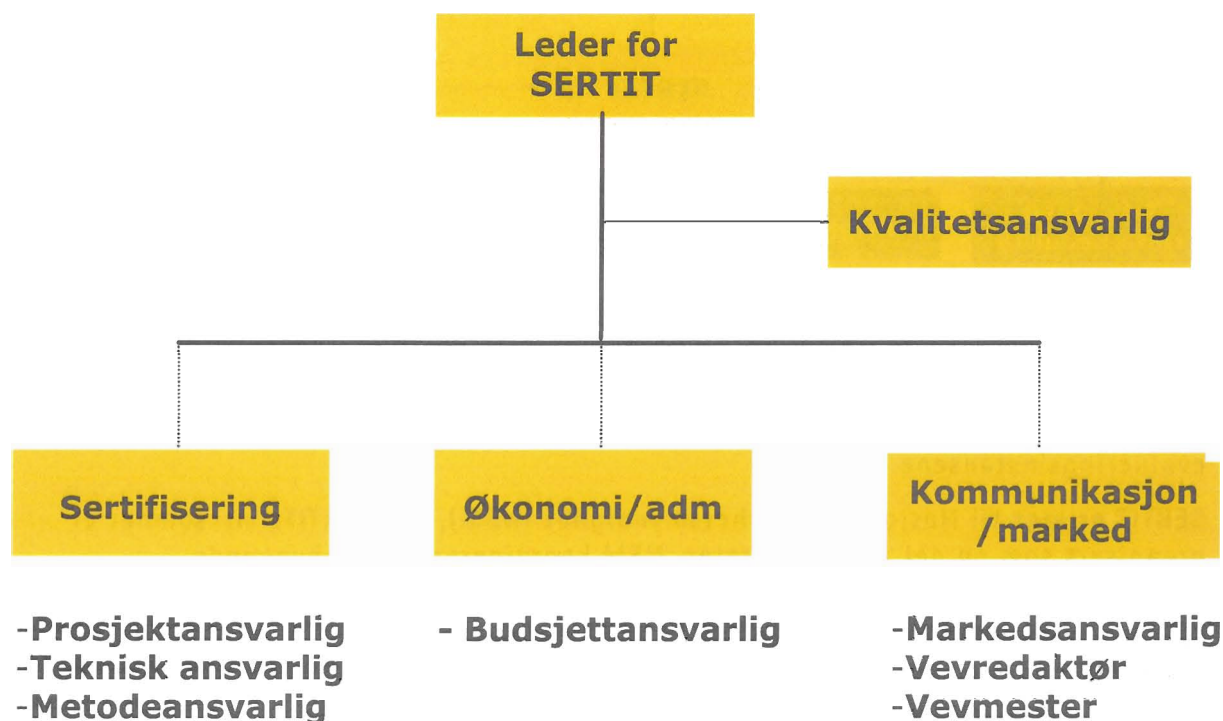 Leder for
SERTIT
Kvalitetsansvarlig
Sertifisering
Økonomi/adm
Kommunikasjon
/marked
-Prosjektansvarlig
-Teknisk ansvarlig
-Metodeansvarlig
- Budsjettansvarlig
-Markedsansvarlig
-Vevredaktør
-Vevmester